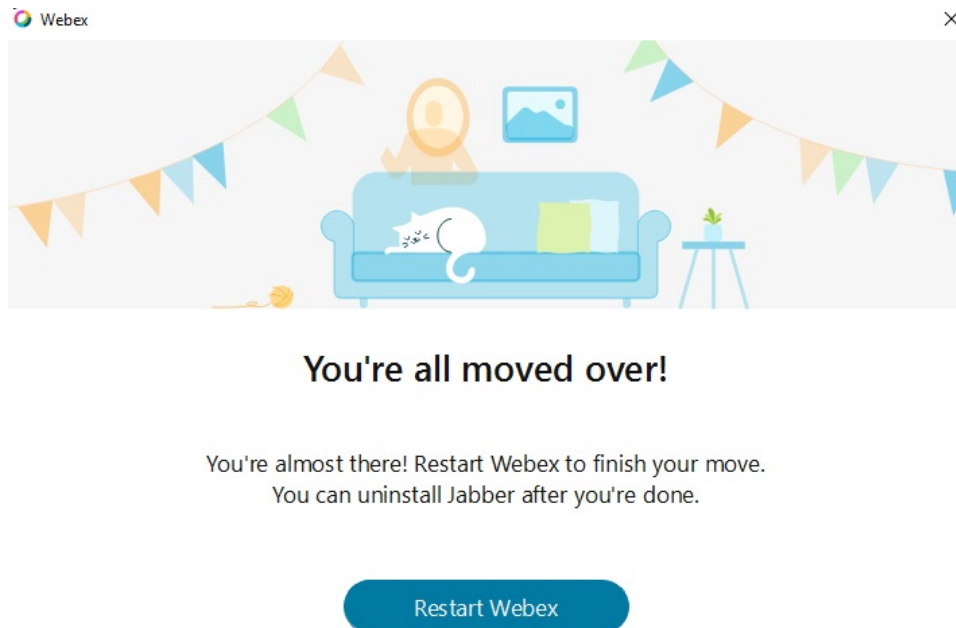 Webex
You're all moved over!
You're almost there! Restart Webex to finish your move.
You can uninstall Jabber after you're done.
Restart Webex